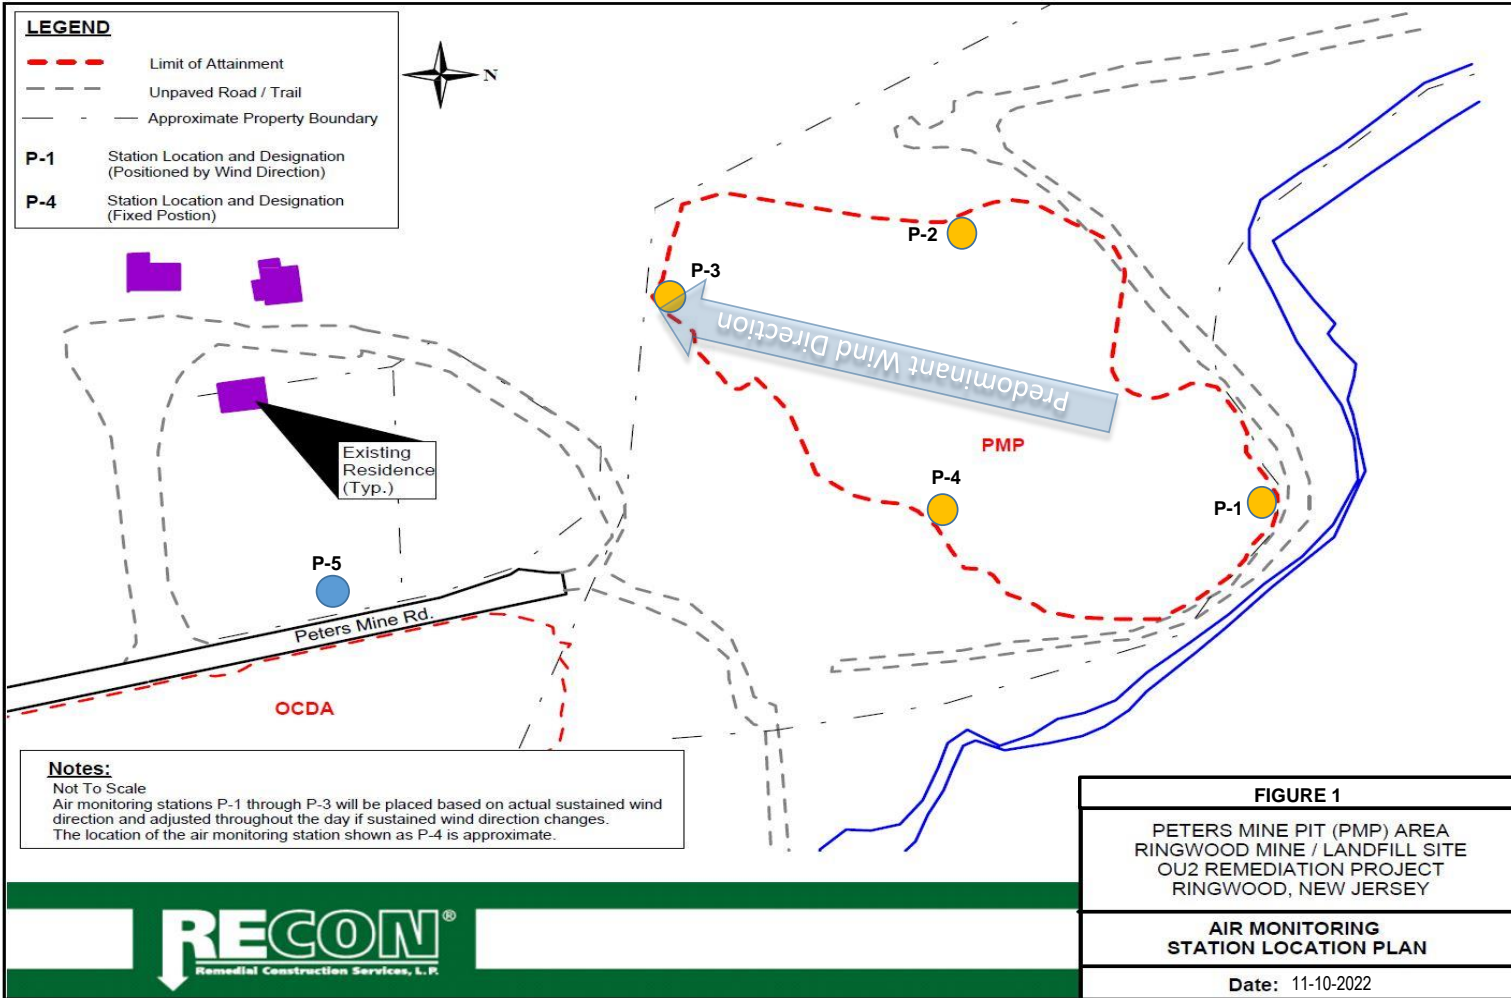 LEGEND
Limit of Attainment
Unpaved Road / Trail
Approximate Property Boundary
P-1 Station Location and Designation
(Positioned by Wind Direction)
P-4 Station Location and Designation
(Fixed Postion)
N
P-2
P-3
Predominant Wind Direction
PMP
P-4
P-1
Existing
Residence
(Typ.)
P-5
Peters Mine Rd.
OCDA
Notes:
Not To Scale
Air monitoring stations P-1 through P-3 will be placed based on actual sustained wind
direction and adjusted throughout the day if sustained wind direction changes.
The location of the air monitoring station shown as P-4 is approximate.
RECON®
Remedial Construction Services, L.P.
FIGURE 1
PETERS MINE PIT (PMP) AREA
RINGWOOD MINE / LANDFILL SITE
OU2 REMEDIATION PROJECT
RINGWOOD, NEW JERSEY
AIR MONITORING
STATION LOCATION PLAN
Date: 11-10-2022